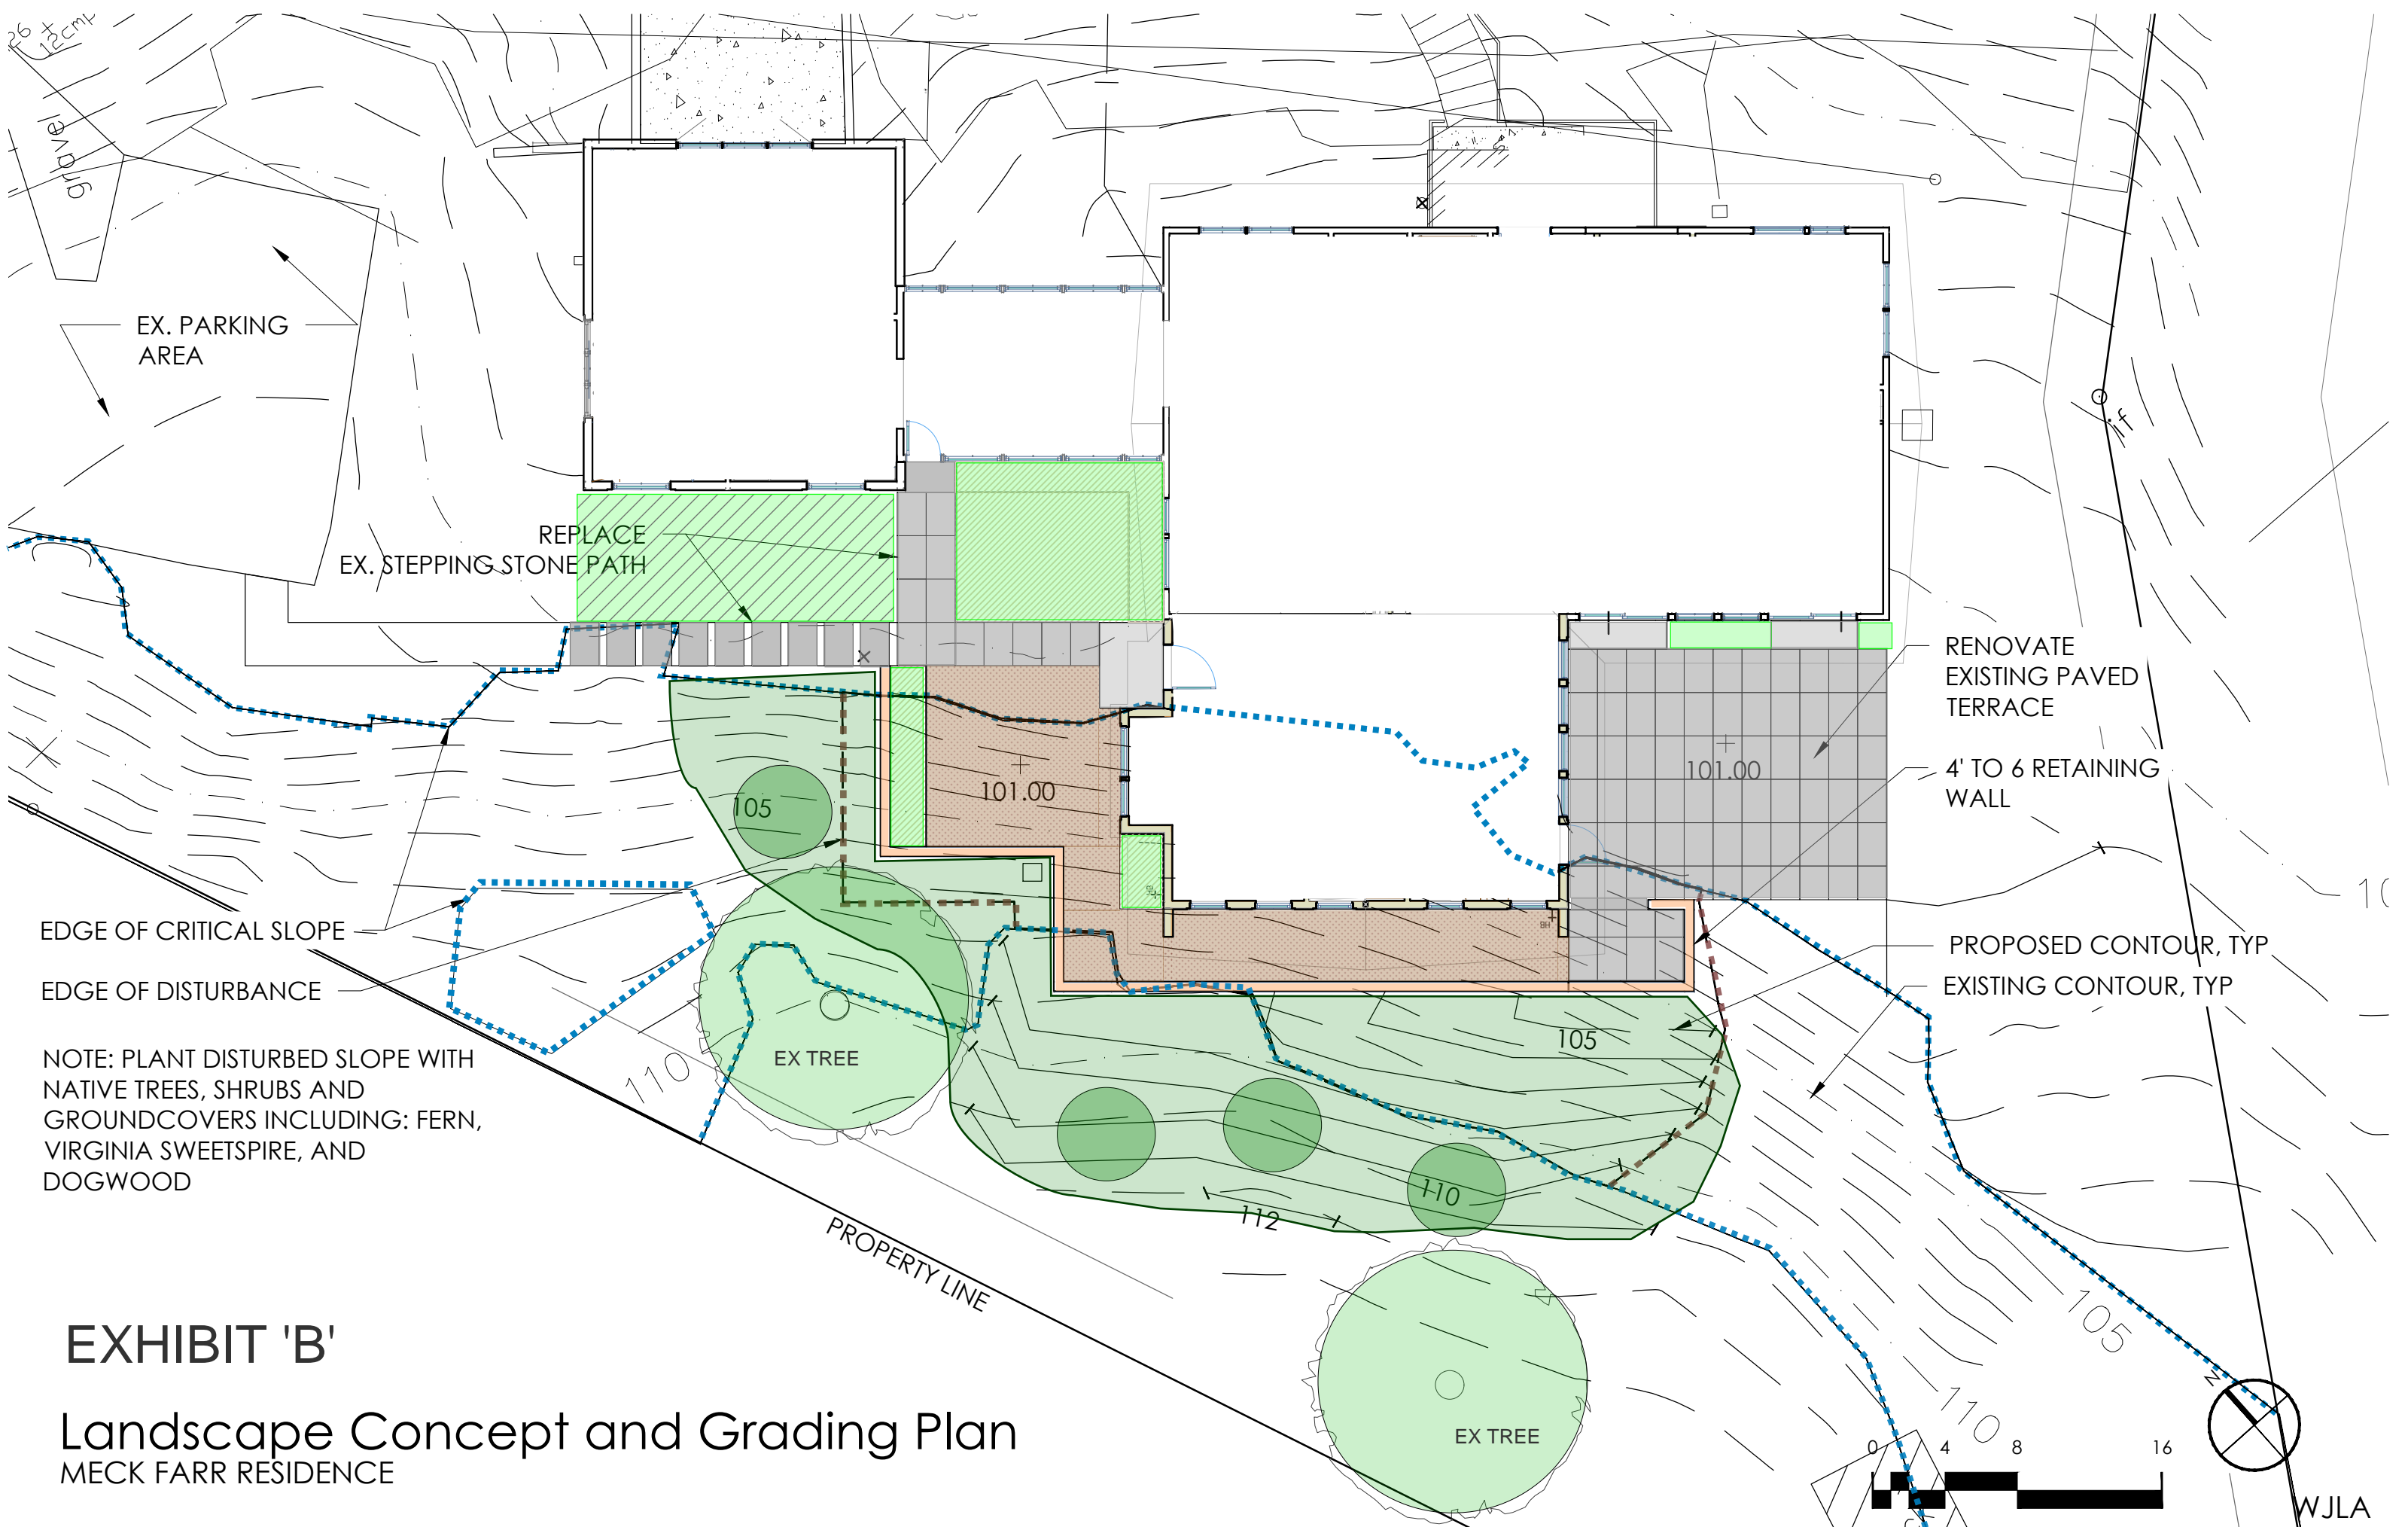 26 +
12cmp
gravel
EX. PARKING
AREA
if
REPLACE
EX. STEPPING STONE PATH
RENOVATE
EXISTING PAVED
TERRACE
101.00
101.00
4' TO 6 RETAINING
WALL
105
10
EDGE OF CRITICAL SLOPE
EDGE OF DISTURBANCE
PROPOSED CONTOUR, TYP
EXISTING CONTOUR, TYP
105
EX TREE
110
NOTE: PLANT DISTURBED SLOPE WITH
NATIVE TREES, SHRUBS AND
GROUNDCOVERS INCLUDING: FERN,
VIRGINIA SWEETSPIRE, AND
DOGWOOD
110
112
PROPERTY LINE
105
110
EX TREE
EXHIBIT 'B'
Landscape Concept and Grading Plan
MECK FARR RESIDENCE
N
0 4 8 16
WJLA